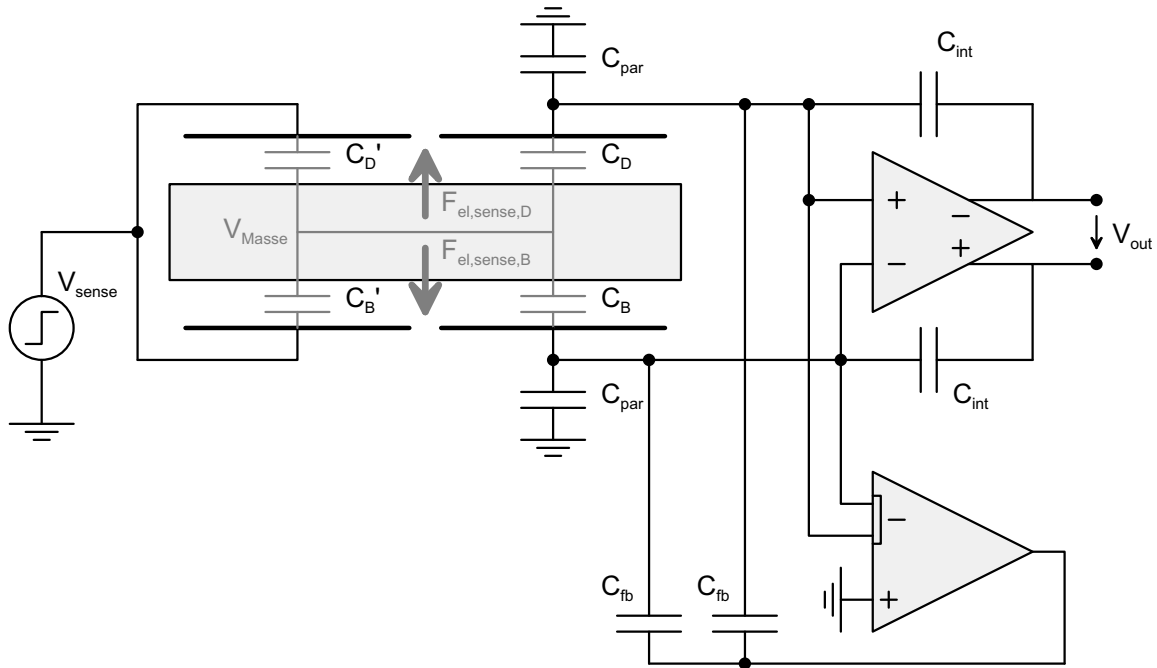 C_par
C_int
C_D'
C_D
F_el,sense,D
+
−
V_Masse
+
V_out
F_el,sense,B
−
V_sense
C_B'
C_B
C_par
C_int
−
C_fb
C_fb
+